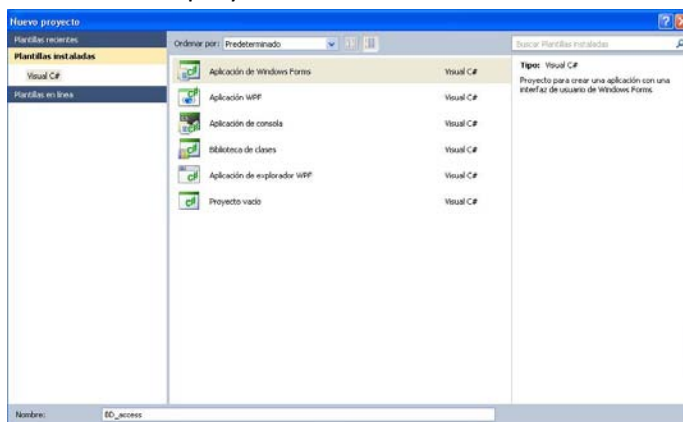 Nuevo proyecto
Plantillas recientes
Plantillas instaladas
Visual C#
Plantillas en línea
Ordenar por: Predeterminado
Aplicación de Windows Forms Visual C#
Aplicación WPF Visual C#
Aplicación de consola Visual C#
Biblioteca de clases Visual C#
Aplicación de explorador WPF Visual C#
Proyecto vacío Visual C#
Buscar Plantillas instaladas
Tipo: Visual C#
Proyecto para crear una aplicación con una
interfaz de usuario de Windows Forms
Nombre: BD_access